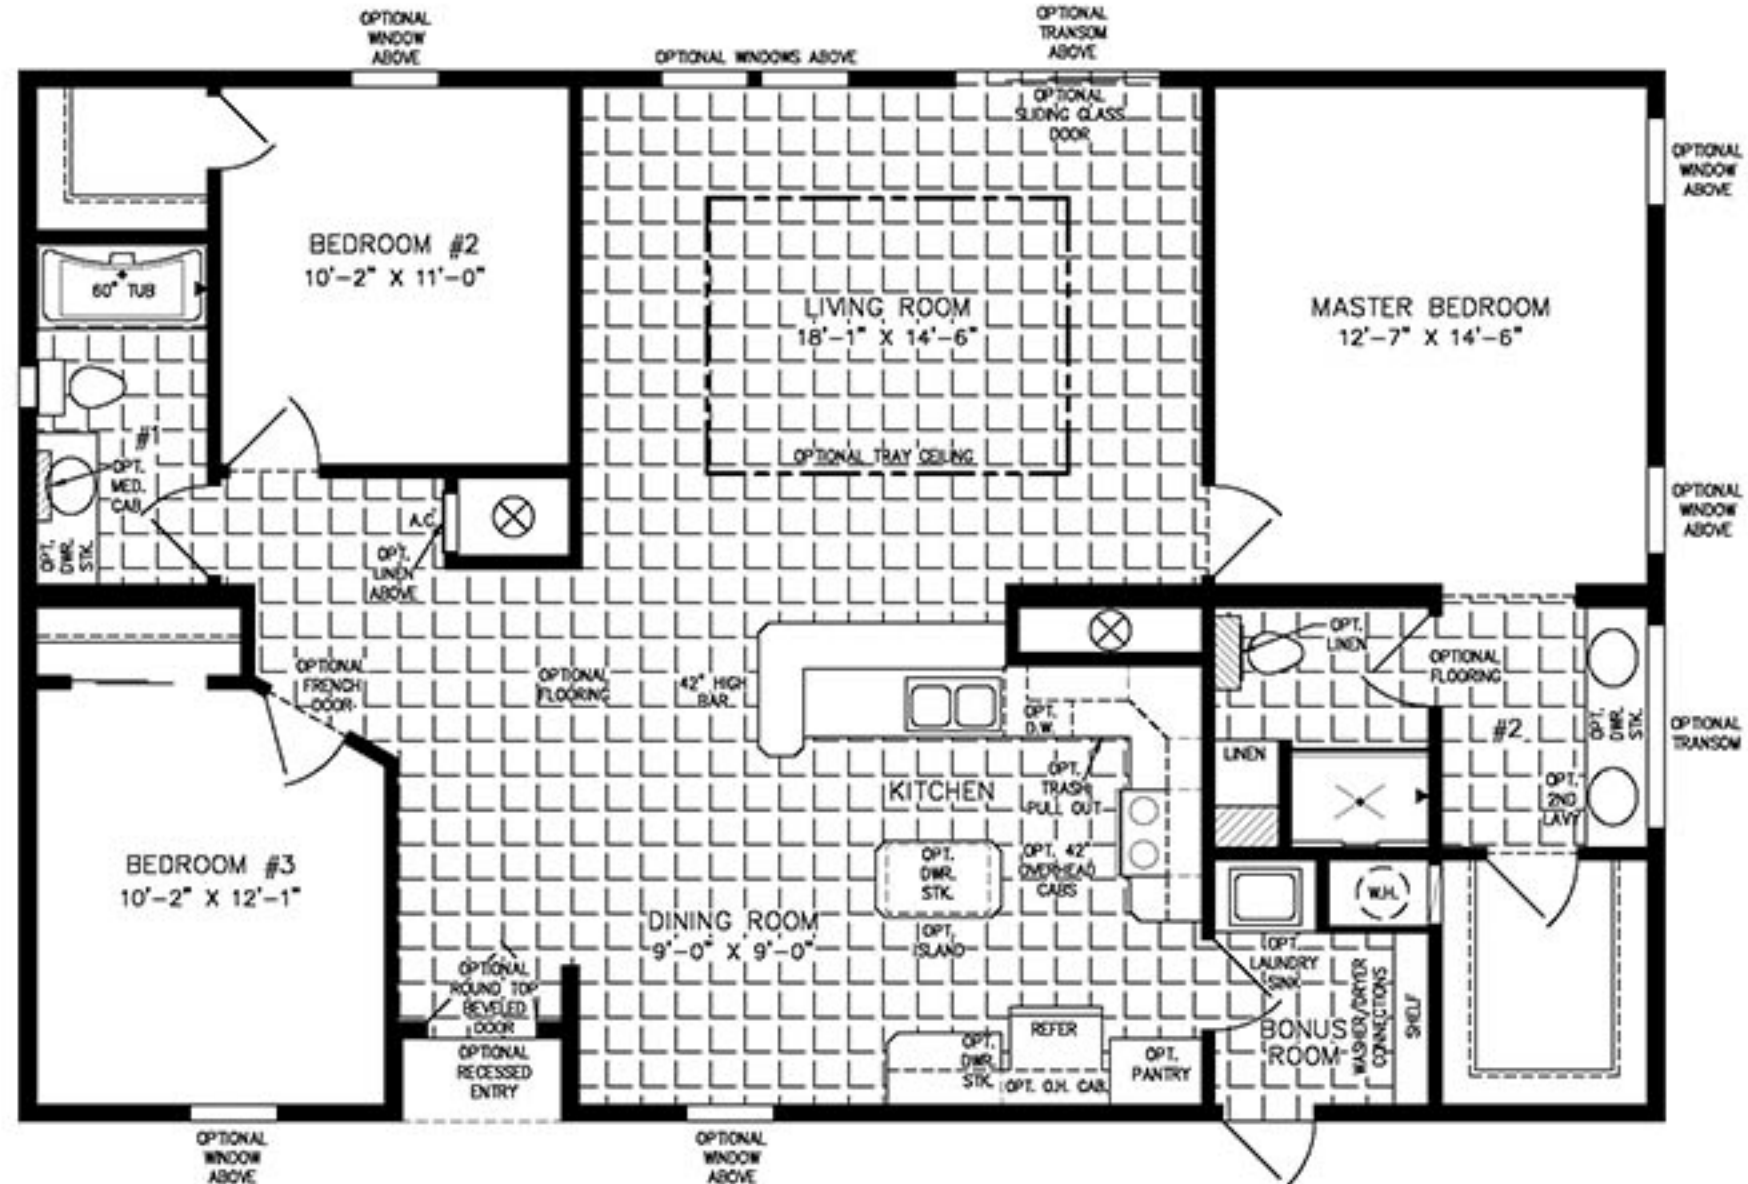 OPTIONAL
WINDOW
ABOVE
OPTIONAL WINDOWS ABOVE
OPTIONAL
TRANSOM
ABOVE
OPTIONAL
SLIDING GLASS
DOOR
OPTIONAL
WINDOW
ABOVE
BEDROOM #2
10'-2" X 11'-0"
60" TUB
LIVING ROOM
18'-1" X 14'-6"
MASTER BEDROOM
12'-7" X 14'-6"
#1
OPT.
MED.
CAB.
OPTIONAL TRAY CEILING
OPTIONAL
WINDOW
ABOVE
A.C.
OPT.
DWR.
STK.
OPT.
LINEN
ABOVE
OPTIONAL
FRENCH
DOOR
OPTIONAL
FLOORING
42" HIGH
BAR
OPT.
D.W.
OPT.
LINEN
OPTIONAL
FLOORING
#2
OPT.
DWR.
STK.
OPTIONAL
TRANSOM
LINEN
KITCHEN
OPT.
TRASH
PULL OUT
OPT.
2ND
LAVY
BEDROOM #3
10'-2" X 12'-1"
OPT.
DWR.
STK.
OPT. 42"
OVERHEAD
CABS
W.H.
DINING ROOM
9'-0" X 9'-0"
OPT.
ISLAND
OPT.
LAUNDRY
SINK
OPTIONAL
ROUND TOP
BEVELED
DOOR
REFER
BONUS
ROOM
WASHER/DRYER
CONNECTIONS
SHELF
OPTIONAL
RECESSED
ENTRY
OPT.
DWR.
STK.
OPT. O.H. CAB.
OPT.
PANTRY
OPTIONAL
WINDOW
ABOVE
OPTIONAL
WINDOW
ABOVE